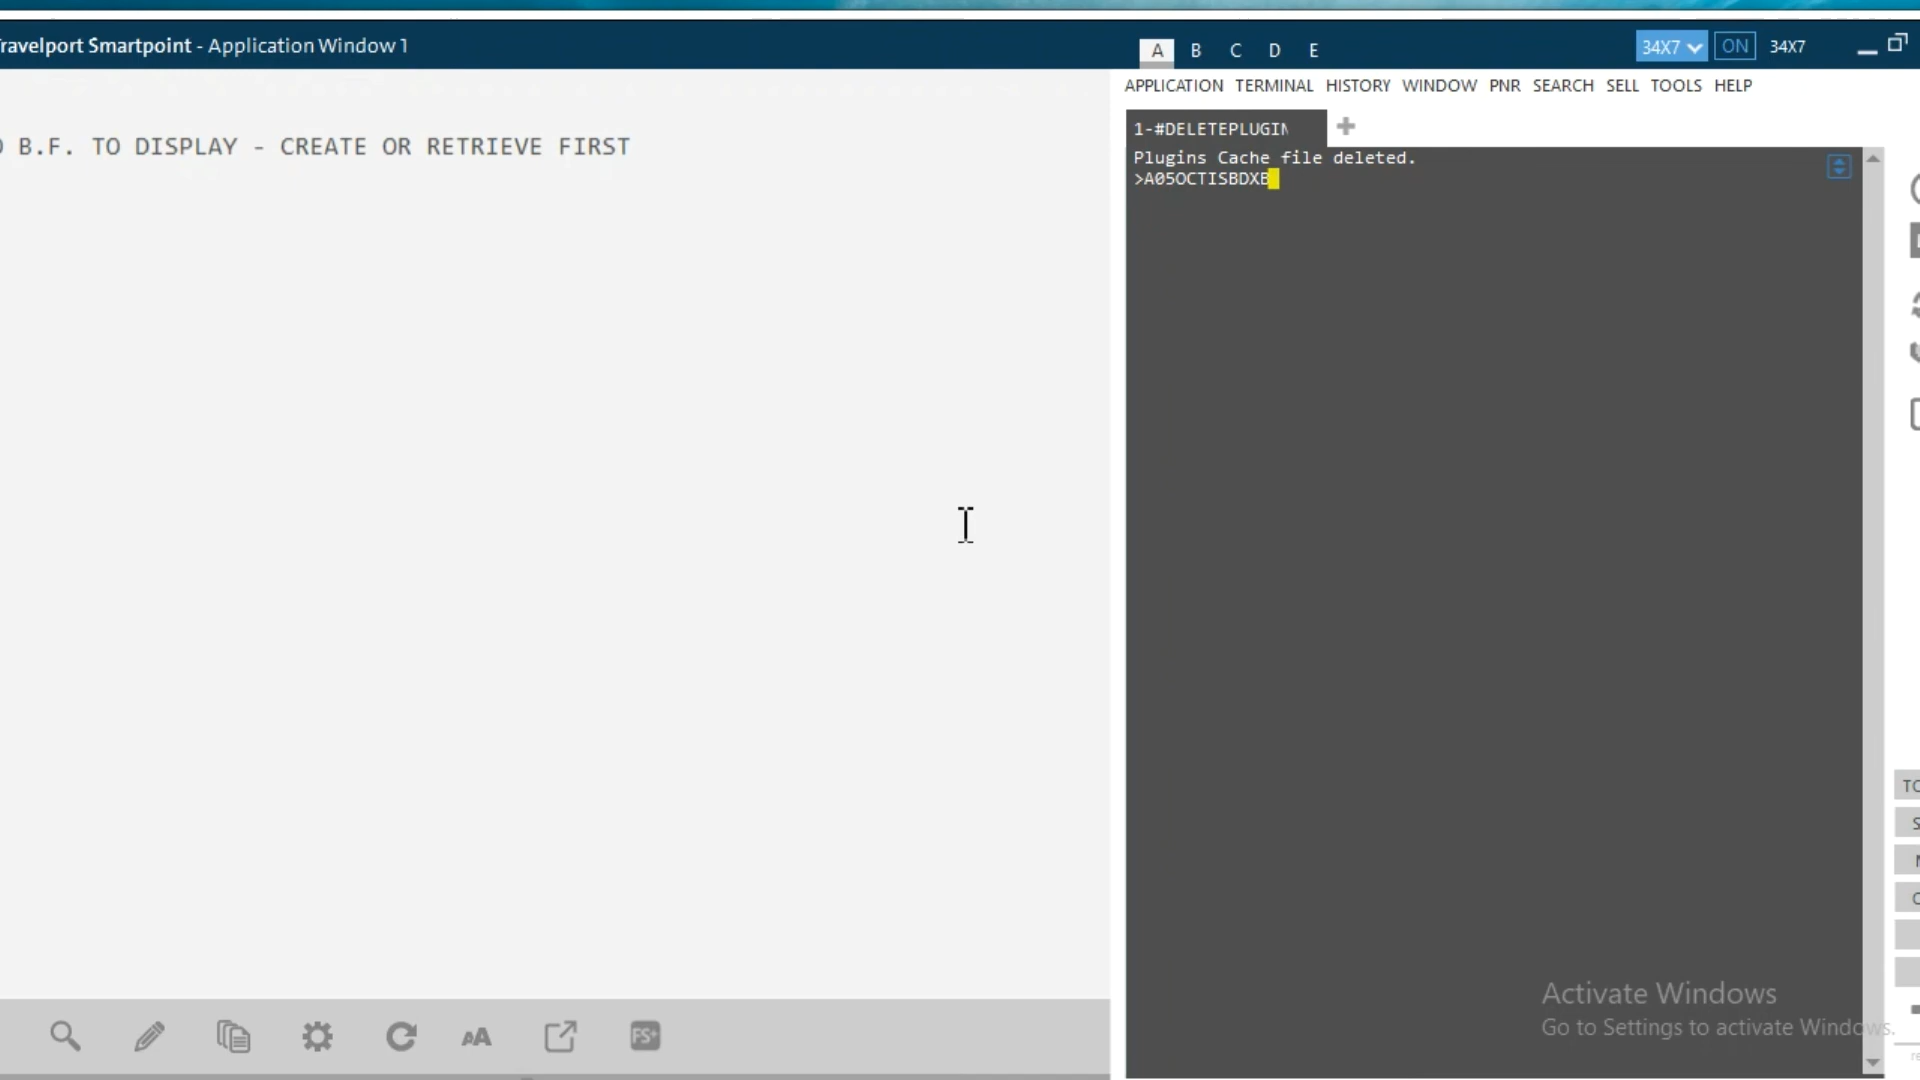 ravelport Smartpoint - Application Window 1
A B C D E
34X7 ON 34X7
APPLICATION TERMINAL HISTORY WINDOW PNR SEARCH SELL TOOLS HELP
B.F. TO DISPLAY - CREATE OR RETRIEVE FIRST
1-#DELETEPLUGIN
Plugins Cache file deleted.
>A05OCTISBDXB
Activate Windows
Go to Settings to activate Windows.
AA
FS+